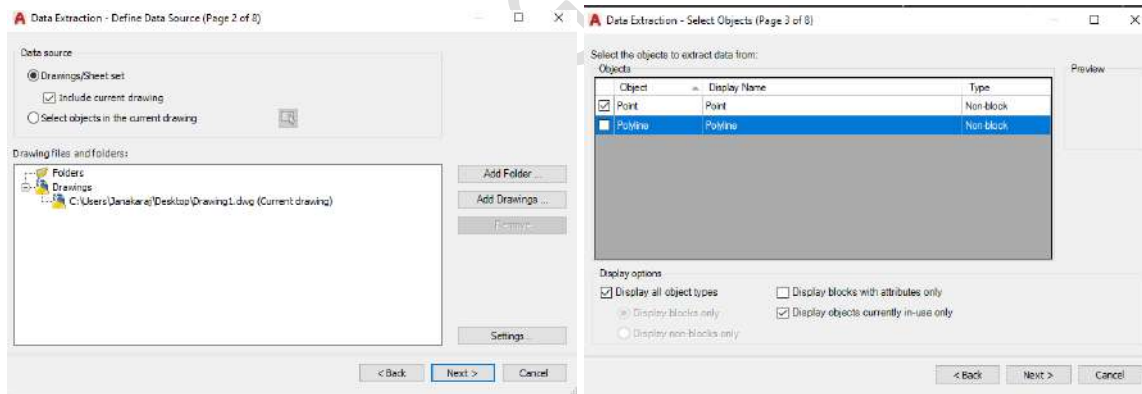 Data Extraction - Define Data Source (Page 2 of 8)
Data source
Drawings/Sheet set
Include current drawing
Select objects in the current drawing
Drawing files and folders:
Folders
Drawings
C:\Users\Janakaraj\Desktop\Drawing1.dwg (Current drawing)
Add Folder ...
Add Drawings ...
Remove
Settings...
< Back Next > Cancel
Data Extraction - Select Objects (Page 3 of 8)
Select the objects to extract data from:
Objects
Preview
Object Display Name Type
Point Point Non-block
Polyline Polyline Non-block
Display options
Display all object types
Display blocks with attributes only
Display blocks only
Display objects currently in-use only
Display non-blocks only
< Back Next > Cancel